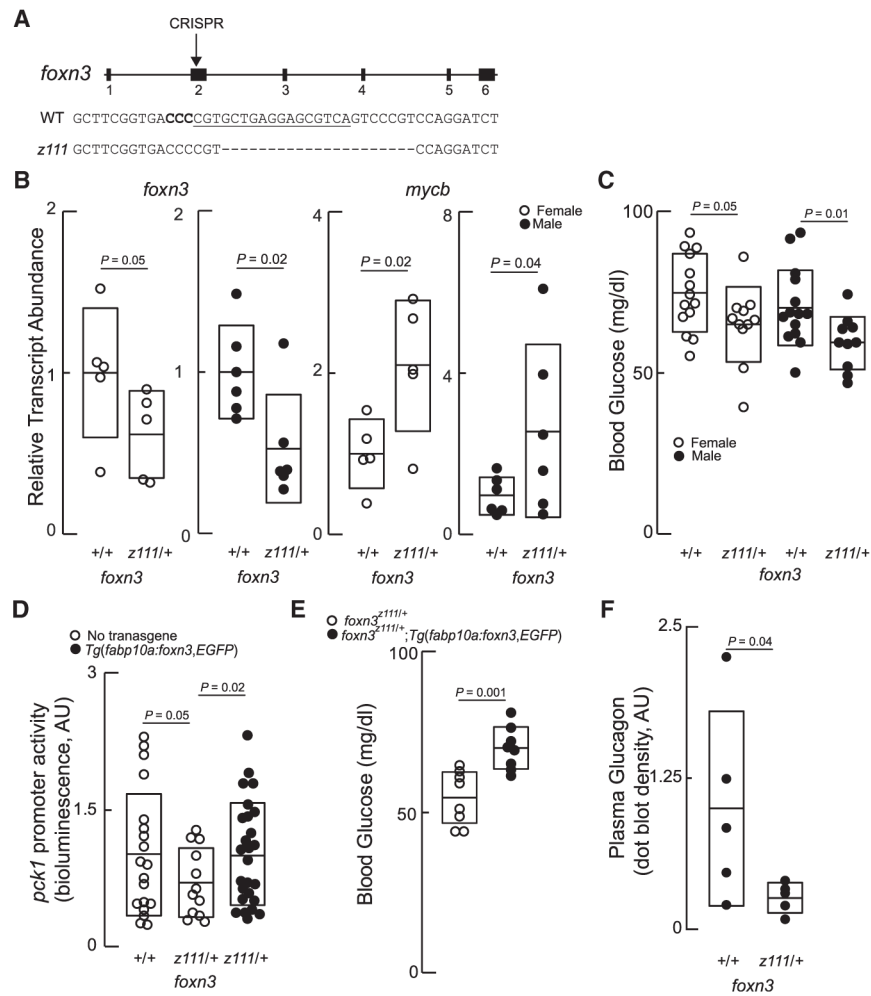 A
CRISPR
foxn3
1 2 3 4 5 6
WT GCTTCGGTGACCCCGTGCTGAGGAGCGTCAGTCCCGTCCAGGATCT
z111 GCTTCGGTGACCCCGT--------------------CCAGGATCT
B
foxn3
mycb
Relative Transcript Abundance
2
1
0
P = 0.05
+/+ z111/+
foxn3
2
1
0
P = 0.02
+/+ z111/+
foxn3
4
2
0
P = 0.02
+/+ z111/+
foxn3
8
4
0
P = 0.04
Female
Male
+/+ z111/+
foxn3
C
Blood Glucose (mg/dl)
100
50
0
P = 0.05
P = 0.01
Female
Male
+/+ z111/+ +/+ z111/+
foxn3
D
No tranasgene
Tg(fabp10a:foxn3,EGFP)
pck1 promoter activity
(bioluminescence, AU)
3
1.5
0
P = 0.05
P = 0.02
+/+ z111/+ z111/+
foxn3
E
foxn3z111/+
foxn3z111/+;Tg(fabp10a:foxn3,EGFP)
Blood Glucose (mg/dl)
100
50
0
P = 0.001
F
Plasma Glucagon
(dot blot density, AU)
2.5
1.25
0
P = 0.04
+/+ z111/+
foxn3